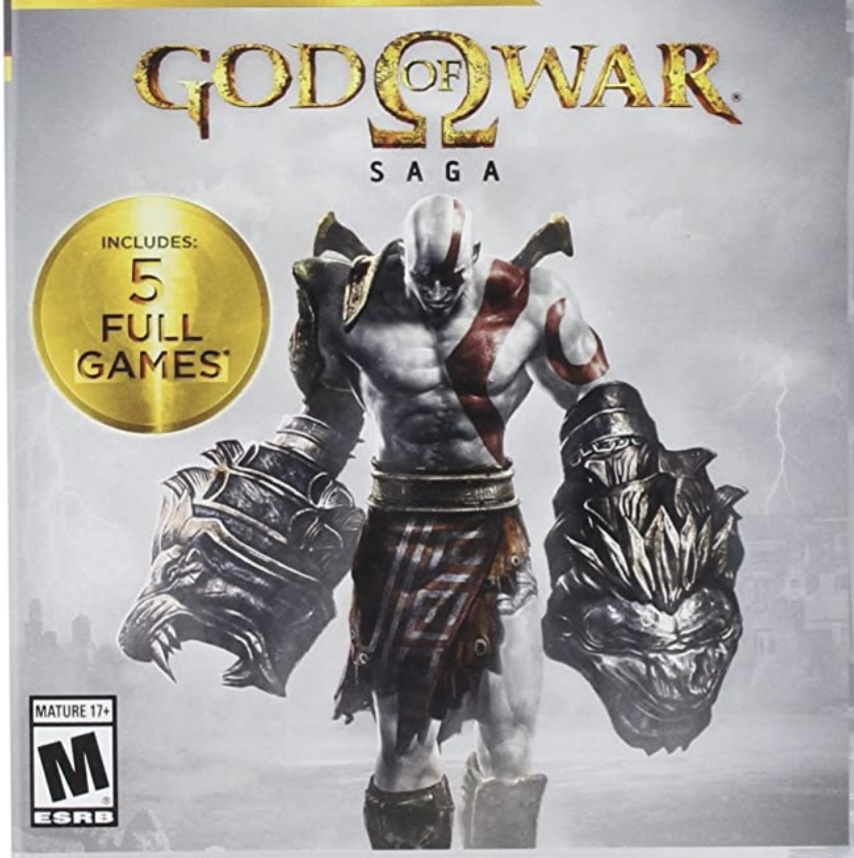 GOD OF WAR®
SAGA
INCLUDES:
5
FULL
GAMES*
MATURE 17+
M®
ESRB